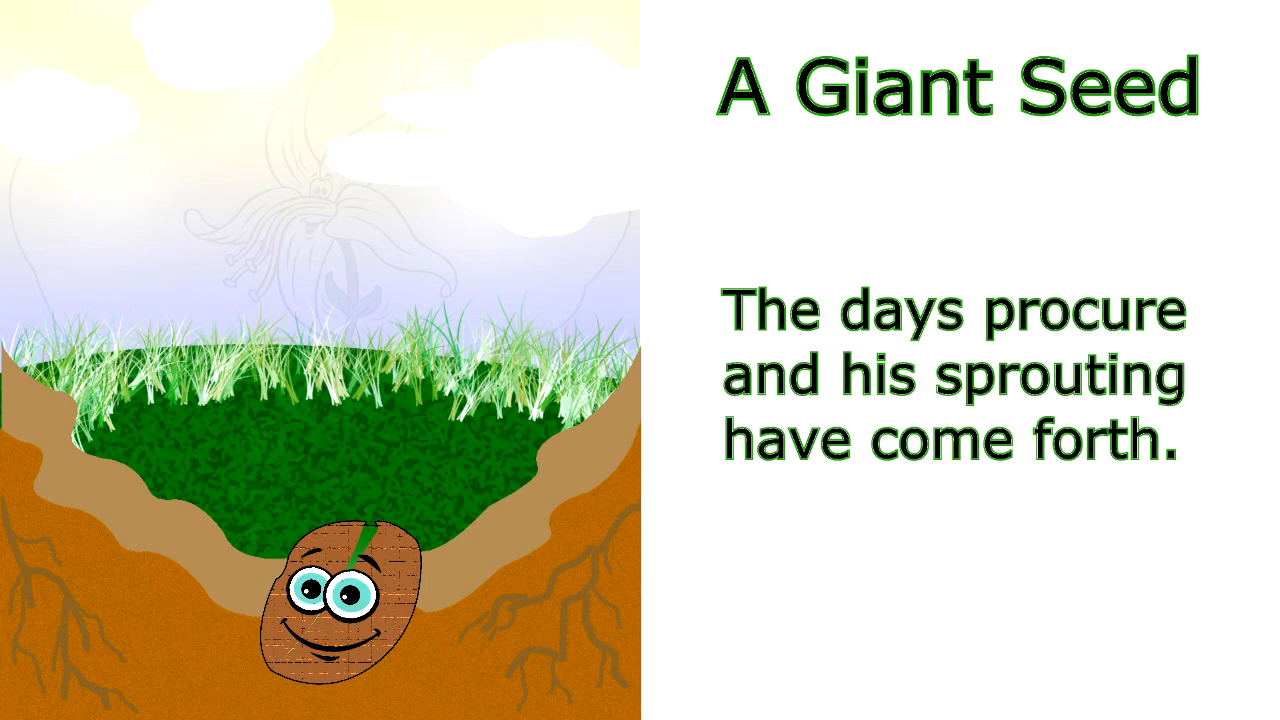 A Giant Seed
The days procure
and his sprouting
have come forth.